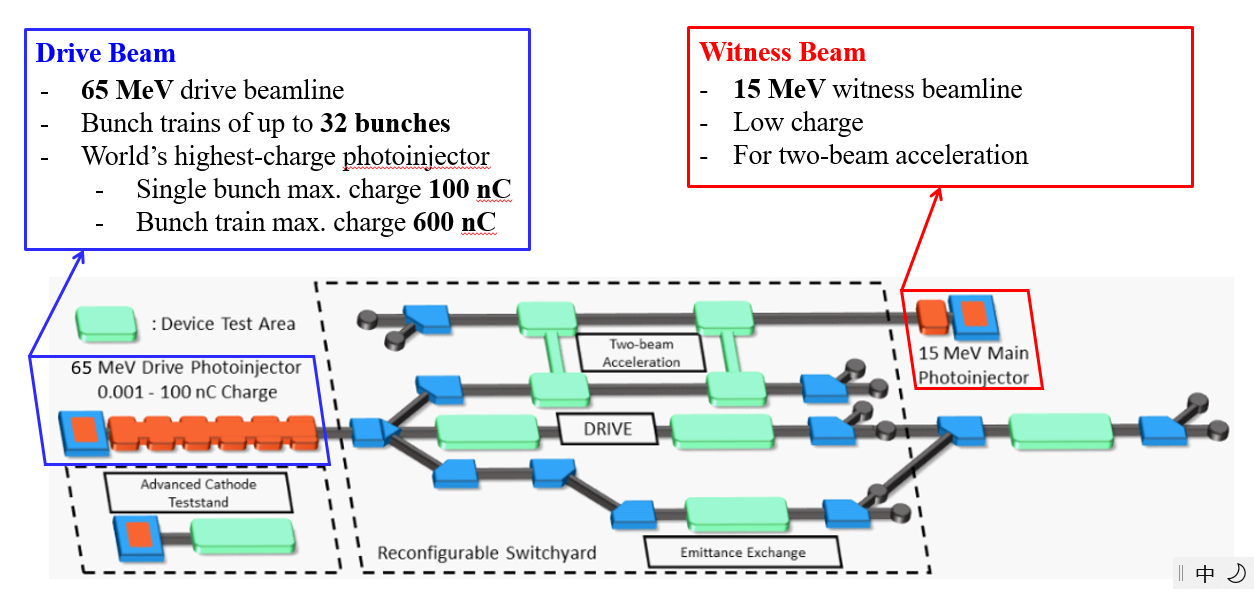 Drive Beam
- 65 MeV drive beamline
- Bunch trains of up to 32 bunches
- World's highest-charge photoinjector
- Single bunch max. charge 100 nC
- Bunch train max. charge 600 nC
Witness Beam
- 15 MeV witness beamline
- Low charge
- For two-beam acceleration
: Device Test Area
65 MeV Drive Photoinjector
0.001 - 100 nC Charge
Two-beam
Acceleration
15 MeV Main
Photoinjector
DRIVE
Advanced Cathode
Teststand
Reconfigurable Switchyard
Emittance Exchange
中